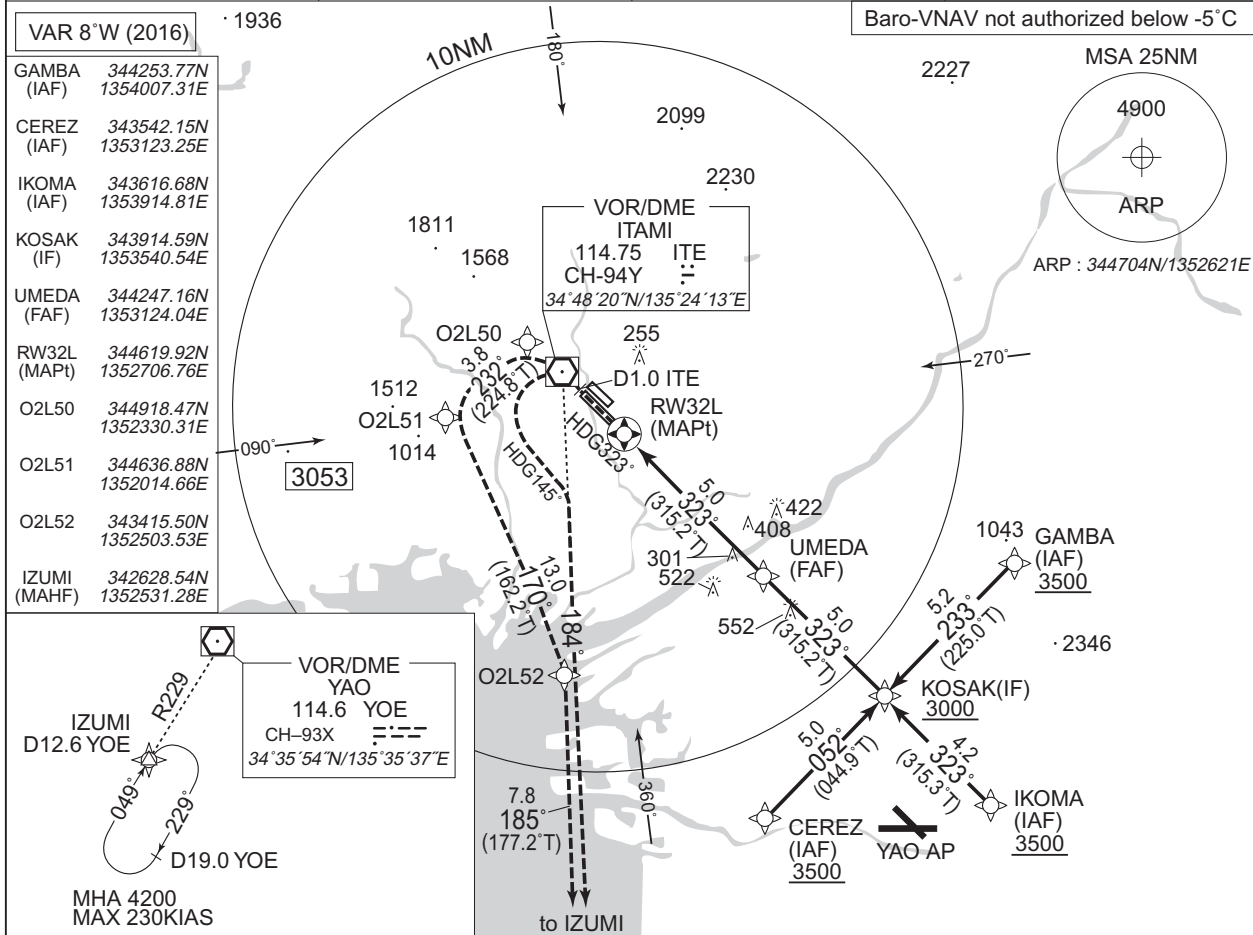 VAR 8°W (2016)
1936
Baro-VNAV not authorized below -5°C
GAMBA 344253.77N
(IAF) 1354007.31E
CEREZ 343542.15N
(IAF) 1353123.25E
IKOMA 343616.68N
(IAF) 1353914.81E
KOSAK 343914.59N
(IF) 1353540.54E
UMEDA 344247.16N
(FAF) 1353124.04E
RW32L 344619.92N
(MAPt) 1352706.76E
O2L50 344918.47N
1352330.31E
O2L51 344636.88N
1352014.66E
O2L52 343415.50N
1352503.53E
IZUMI 342628.54N
(MAHF) 1352531.28E
10NM
180°
2227
MSA 25NM
4900
ARP
ARP : 344704N/1352621E
2099
2230
1811
1568
VOR/DME
ITAMI
114.75 ITE
CH-94Y
34°48´20˝N/135°24´13˝E
O2L50
255
270°
3.8
232°
(224.8°T)
D1.0 ITE
1512
RW32L
(MAPt)
O2L51
1014
090°
3053
HDG323°
HDG145°
5.0
323°
(315.2°T)
422
408
301
522
UMEDA
(FAF)
1043
GAMBA
(IAF)
3500
13.0
170°
(162.2°T)
184°
552
5.0
323°
(315.2°T)
5.2
233°
(225.0°T)
2346
O2L52
KOSAK(IF)
3000
5.0
052°
(044.9°T)
4.2
323°
(315.3°T)
360°
7.8
185°
(177.2°T)
CEREZ
(IAF)
3500
YAO AP
IKOMA
(IAF)
3500
to IZUMI
VOR/DME
YAO
114.6 YOE
CH–93X
34°35´54˝N/135°35´37˝E
R229
IZUMI
D12.6 YOE
049°
229°
D19.0 YOE
MHA 4200
MAX 230KIAS